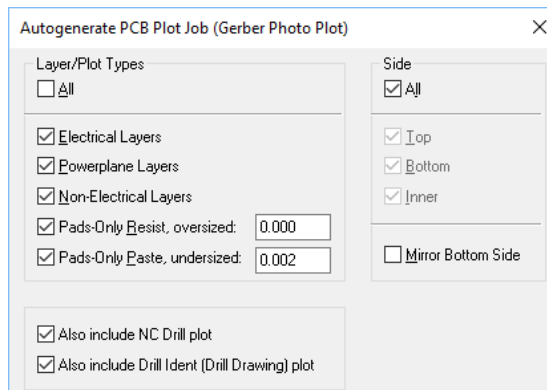 Autogenerate PCB Plot Job (Gerber Photo Plot)
Layer/Plot Types
All
Electrical Layers
Powerplane Layers
Non-Electrical Layers
Pads-Only Resist, oversized: 0.000
Pads-Only Paste, undersized: 0.002
Side
All
Top
Bottom
Inner
Mirror Bottom Side
Also include NC Drill plot
Also include Drill Ident (Drill Drawing) plot